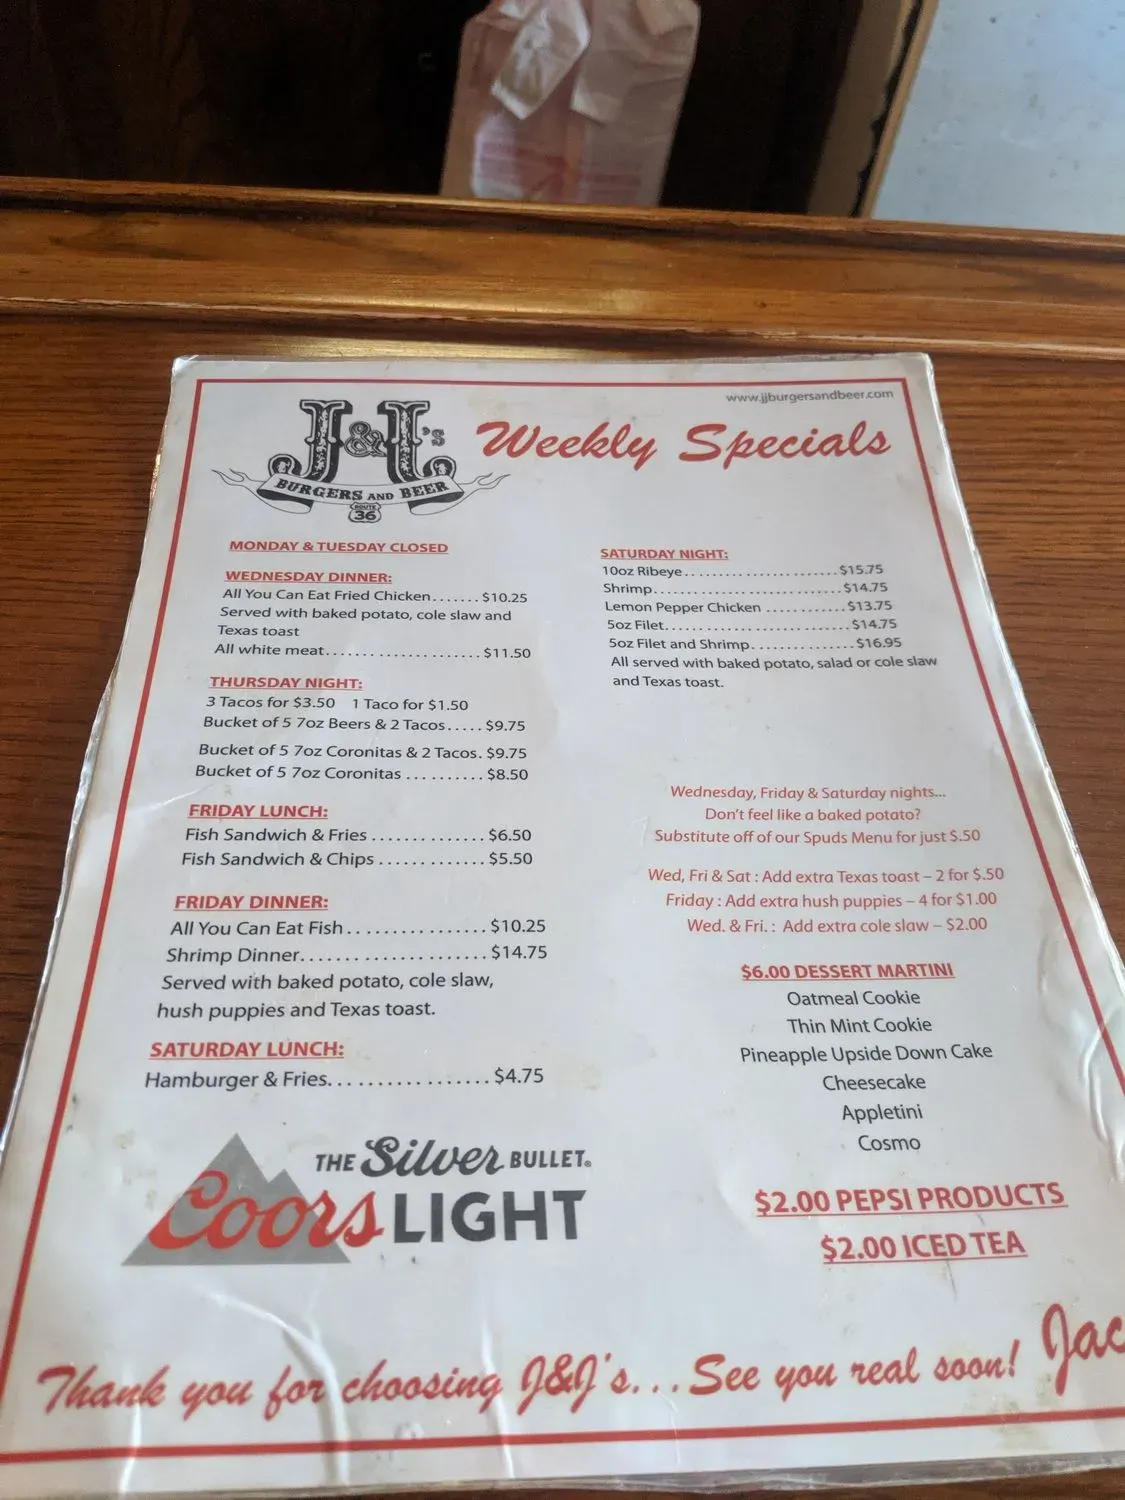 www.jjburgersandbeer.com
J&J's
BURGERS AND BEER
ROUTE
36
Weekly Specials
MONDAY & TUESDAY CLOSED
WEDNESDAY DINNER:
All You Can Eat Fried Chicken....... $10.25
Served with baked potato, cole slaw and
Texas toast
All white meat...................... $11.50
THURSDAY NIGHT:
3 Tacos for $3.50 1 Taco for $1.50
Bucket of 5 7oz Beers & 2 Tacos..... $9.75
Bucket of 5 7oz Coronitas & 2 Tacos. $9.75
Bucket of 5 7oz Coronitas .......... $8.50
FRIDAY LUNCH:
Fish Sandwich & Fries ............. $6.50
Fish Sandwich & Chips ............ $5.50
FRIDAY DINNER:
All You Can Eat Fish................ $10.25
Shrimp Dinner..................... $14.75
Served with baked potato, cole slaw,
hush puppies and Texas toast.
SATURDAY LUNCH:
Hamburger & Fries................. $4.75
SATURDAY NIGHT:
10oz Ribeye........................ $15.75
Shrimp............................. $14.75
Lemon Pepper Chicken ............ $13.75
5oz Filet............................ $14.75
5oz Filet and Shrimp............... $16.95
All served with baked potato, salad or cole slaw
and Texas toast.
Wednesday, Friday & Saturday nights...
Don't feel like a baked potato?
Substitute off of our Spuds Menu for just $.50
Wed, Fri & Sat : Add extra Texas toast – 2 for $.50
Friday : Add extra hush puppies – 4 for $1.00
Wed. & Fri. : Add extra cole slaw – $2.00
$6.00 DESSERT MARTINI
Oatmeal Cookie
Thin Mint Cookie
Pineapple Upside Down Cake
Cheesecake
Appletini
Cosmo
$2.00 PEPSI PRODUCTS
$2.00 ICED TEA
THE Silver BULLET.
Coors LIGHT
Thank you for choosing J&J's...See you real soon! Jac